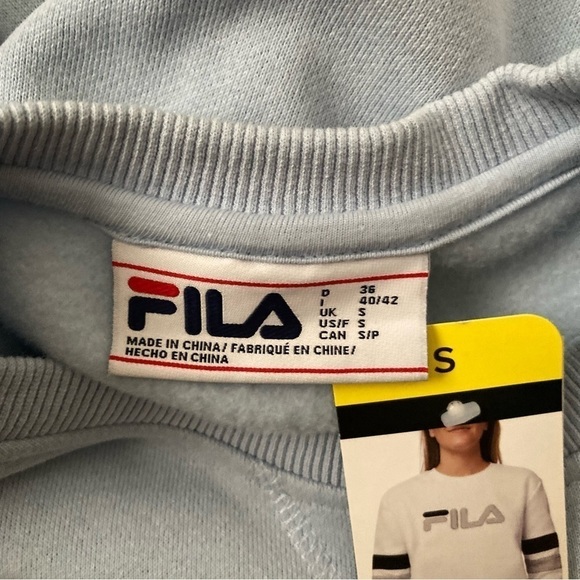 FILA
D 36
I 40/42
UK S
US/F S
CAN S/P
MADE IN CHINA/ FABRIQUÉ EN CHINE/
HECHO EN CHINA
S
FILA